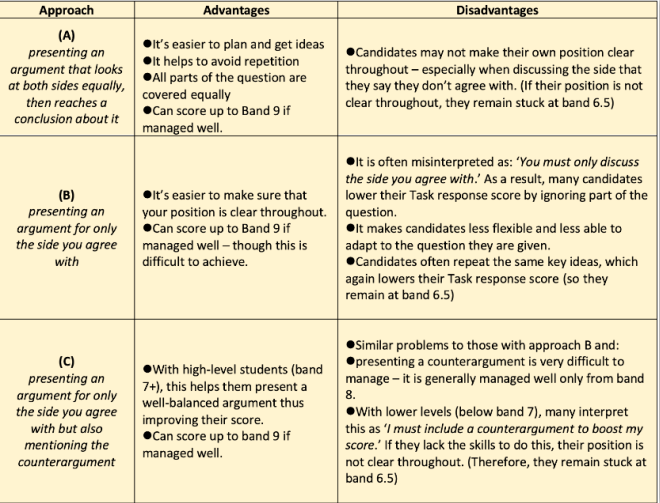 Approach
Advantages
Disadvantages
(A)
presenting an
argument that looks
at both sides equally,
then reaches a
conclusion about it
●It's easier to plan and get ideas
●It helps to avoid repetition
●All parts of the question are
covered equally
●Can score up to Band 9 if
managed well.
●Candidates may not make their own position clear
throughout – especially when discussing the side that
they say they don't agree with. (If their position is not
clear throughout, they remain stuck at band 6.5)
(B)
presenting an
argument for only
the side you agree
with
●It's easier to make sure that
your position is clear throughout.
●Can score up to Band 9 if
managed well – though this is
difficult to achieve.
●It is often misinterpreted as: 'You must only discuss
the side you agree with.' As a result, many candidates
lower their Task response score by ignoring part of the
question.
●It makes candidates less flexible and less able to
adapt to the question they are given.
●Candidates often repeat the same key ideas, which
again lowers their Task response score (so they
remain at band 6.5)
(C)
presenting an
argument for only
the side you agree
with but also
mentioning the
counterargument
●With high-level students (band
7+), this helps them present a
well-balanced argument thus
improving their score.
●Can score up to band 9 if
managed well.
●Similar problems to those with approach B and:
●presenting a counterargument is very difficult to
manage – it is generally managed well only from band
8.
●With lower levels (below band 7), many interpret
this as 'I must include a counterargument to boost my
score.' If they lack the skills to do this, their position is
not clear throughout. (Therefore, they remain stuck at
band 6.5)